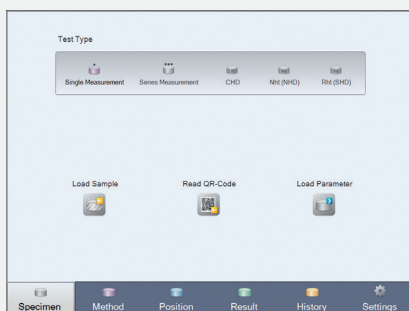 Test Type
Single Measurement Series Measurement CHD Nht (NHD) Rht (SHD)
Load Sample Read QR-Code Load Parameter
Specimen Method Position Result History Settings